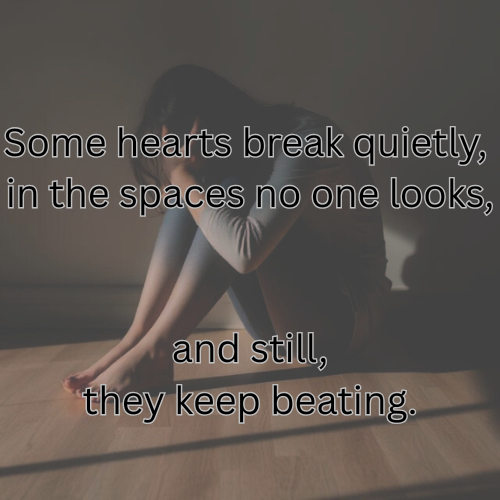 Some hearts break quietly,
in the spaces no one looks,
and still,
they keep beating.